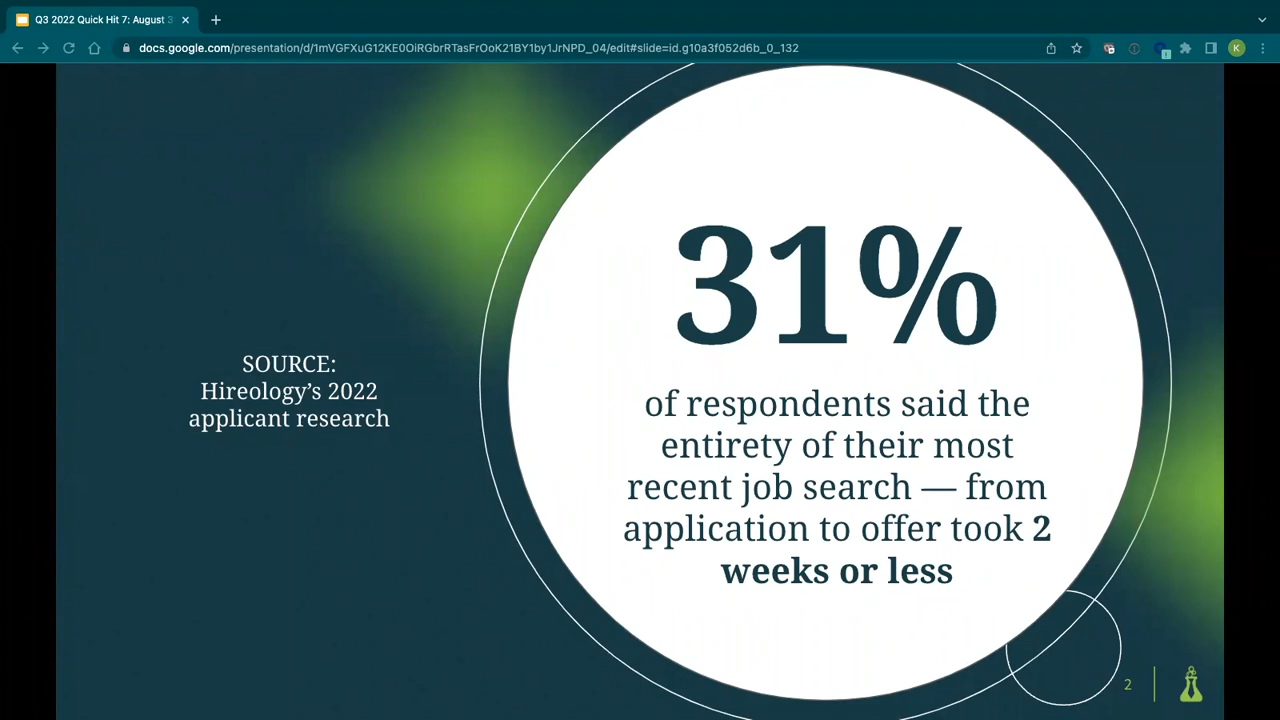 Q3 2022 Quick Hit 7: August 3
docs.google.com/presentation/d/1mVGFXuG12KE0OiRGbrRTasFrOoK21BY1by1JrNPD_04/edit#slide=id.g10a3f052d6b_0_132
K
SOURCE:
Hireology’s 2022
applicant research
31%
of respondents said the
entirety of their most
recent job search — from
application to offer took 2
weeks or less
2